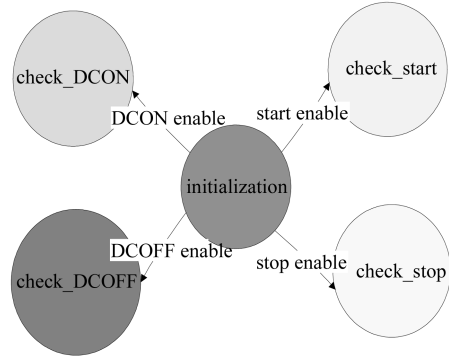 check_DCON
check_start
DCON enable
start enable
initialization
DCOFF enable
stop enable
check_DCOFF
check_stop